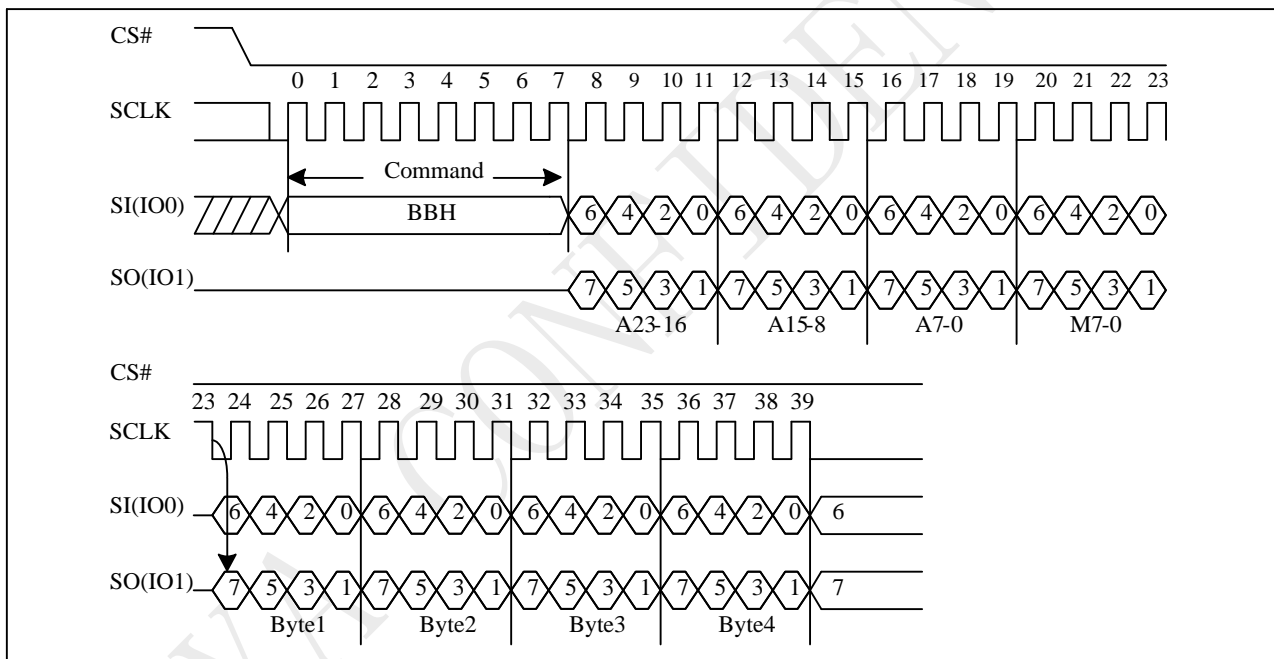 CS#
0 1 2 3 4 5 6 7 8 9 10 11 12 13 14 15 16 17 18 19 20 21 22 23
SCLK
Command
SI(IO0) BBH 6 4 2 0 6 4 2 0 6 4 2 0 6 4 2 0
SO(IO1) 7 5 3 1 7 5 3 1 7 5 3 1 7 5 3 1
A23-16 A15-8 A7-0 M7-0
CS#
23 24 25 26 27 28 29 30 31 32 33 34 35 36 37 38 39
SCLK
SI(IO0) 6 4 2 0 6 4 2 0 6 4 2 0 6 4 2 0 6
SO(IO1) 7 5 3 1 7 5 3 1 7 5 3 1 7 5 3 1 7
Byte1 Byte2 Byte3 Byte4